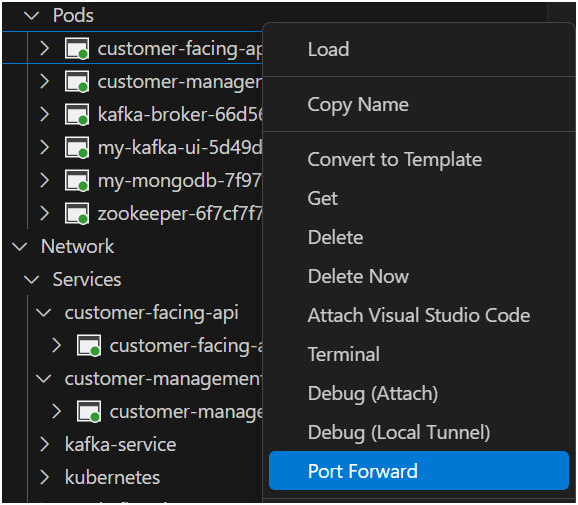 Pods
customer-facing-ap
customer-managem
kafka-broker-66d56
my-kafka-ui-5d49d
my-mongodb-7f97
zookeeper-6f7cf7f7
Network
Services
customer-facing-api
customer-facing-a
customer-management
customer-manage
kafka-service
kubernetes
Load
Copy Name
Convert to Template
Get
Delete
Delete Now
Attach Visual Studio Code
Terminal
Debug (Attach)
Debug (Local Tunnel)
Port Forward